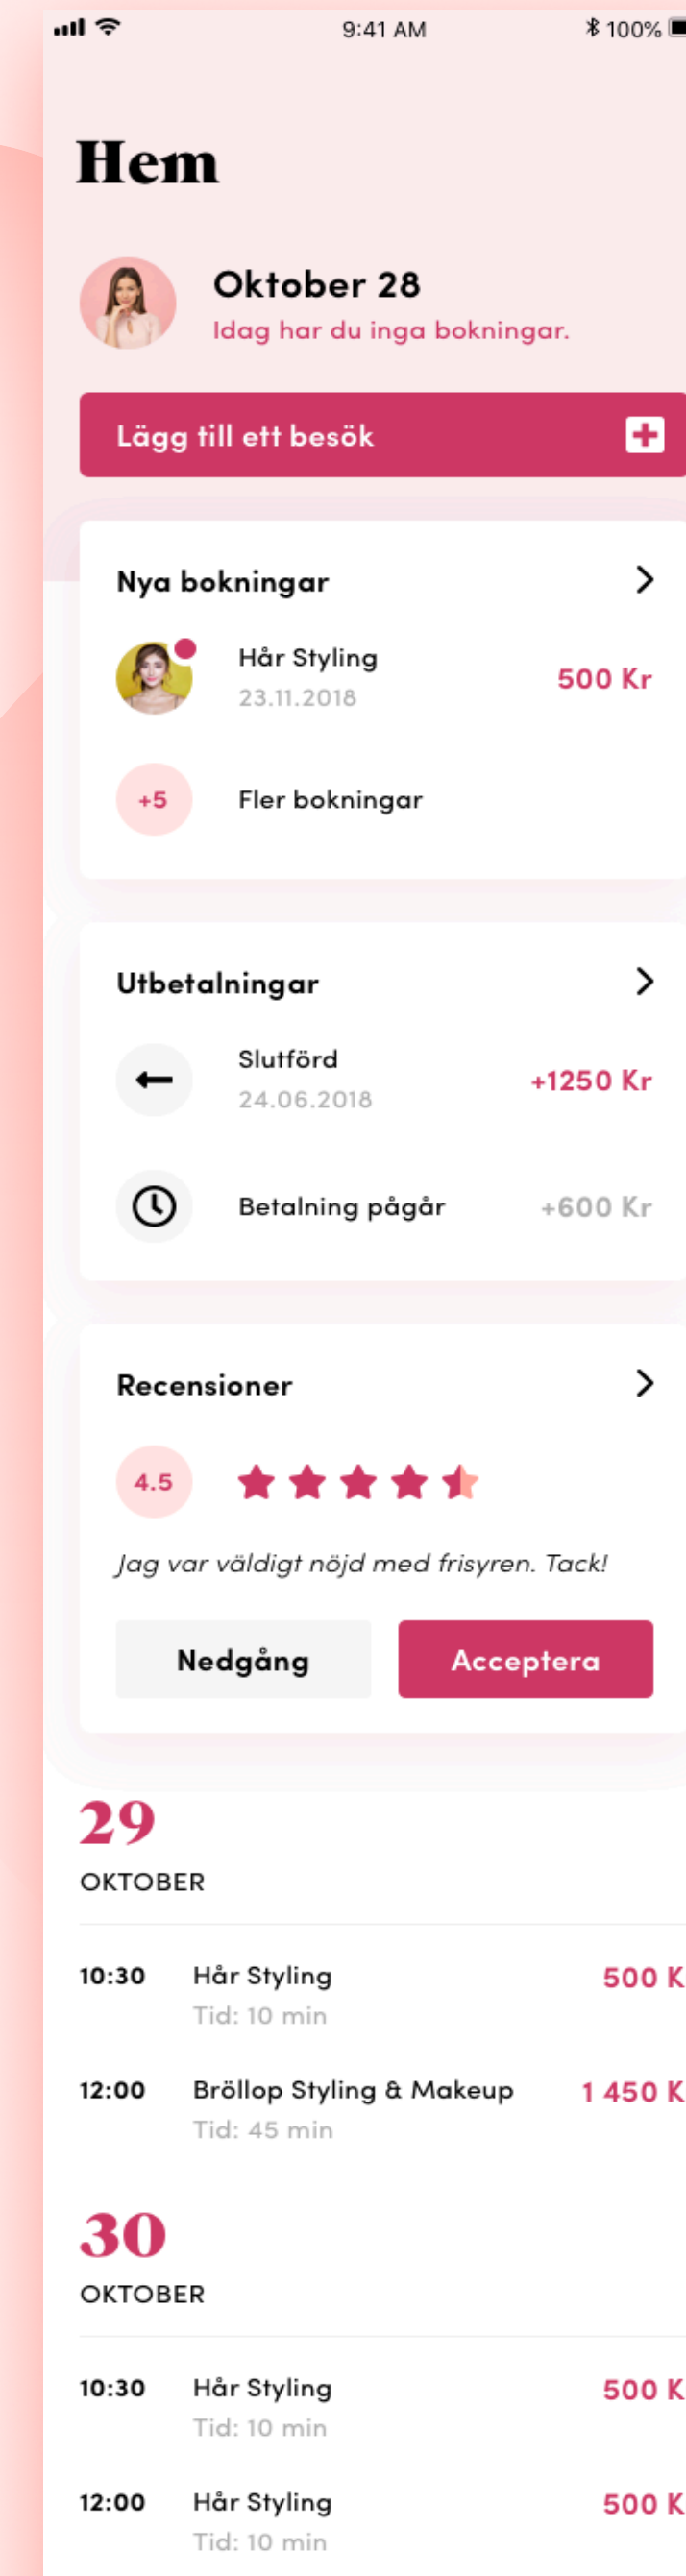 9:41 AM
100%
Hem
Oktober 28
Idag har du inga bokningar.
Lägg till ett besök
Nya bokningar
Hår Styling
23.11.2018
500 Kr
+5
Fler bokningar
Utbetalningar
Slutförd
24.06.2018
+1250 Kr
Betalning pågår
+600 Kr
Recensioner
4.5
Jag var väldigt nöjd med frisyren. Tack!
Nedgång
Acceptera
29
OKTOBER
10:30
Hår Styling
500 K
Tid: 10 min
12:00
Bröllop Styling & Makeup
1 450 K
Tid: 45 min
30
OKTOBER
10:30
Hår Styling
500 K
Tid: 10 min
12:00
Hår Styling
500 K
Tid: 10 min